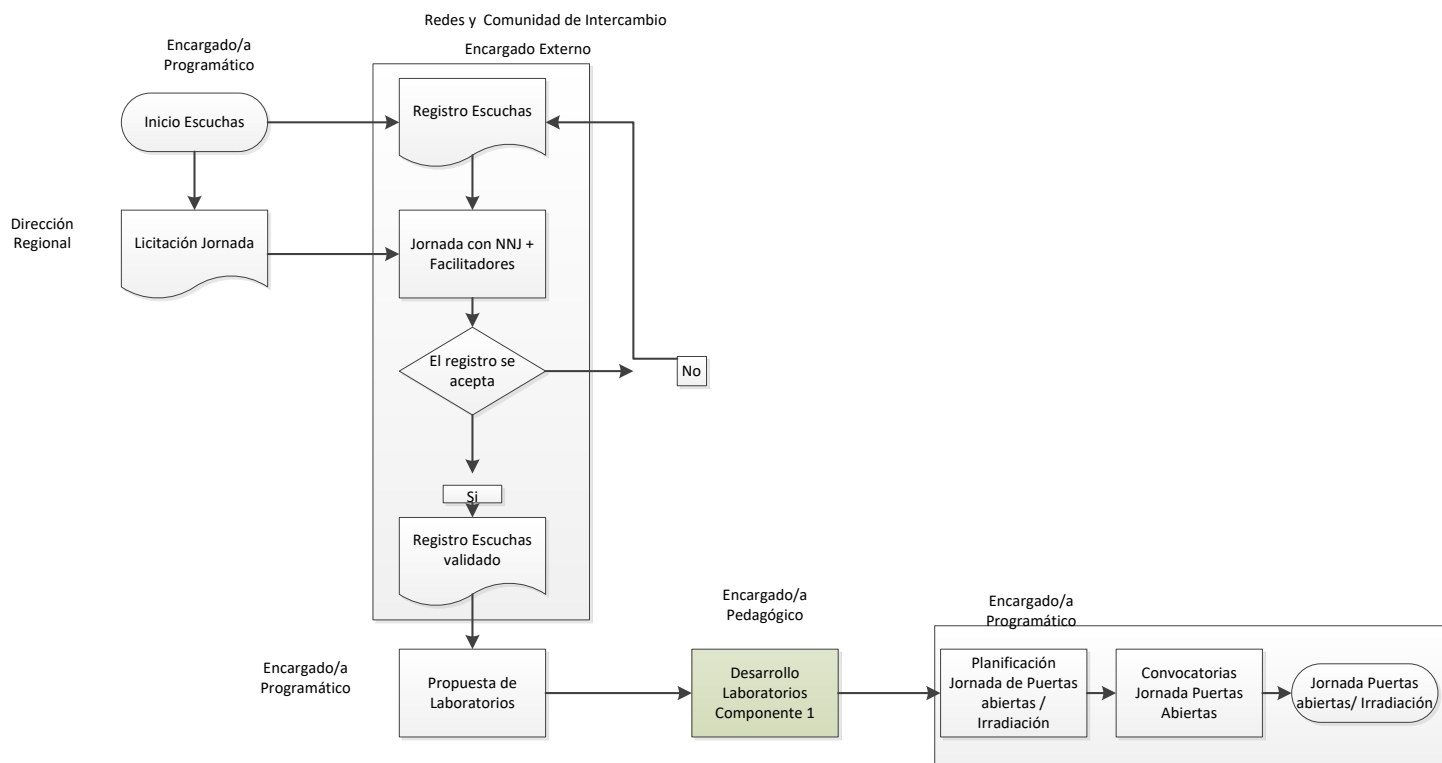 Redes y Comunidad de Intercambio
Encargado/a
Programático
Encargado Externo
Inicio Escuchas
Registro Escuchas
Dirección
Regional
Licitación Jornada
Jornada con NNJ +
Facilitadores
El registro se
acepta
No
Si
Registro Escuchas
validado
Encargado/a
Programático
Propuesta de
Laboratorios
Encargado/a
Pedagógico
Desarrollo
Laboratorios
Componente 1
Encargado/a
Programático
Planificación
Jornada de Puertas
abiertas /
Irradiación
Convocatorias
Jornada Puertas
Abiertas
Jornada Puertas
abiertas/ Irradiación